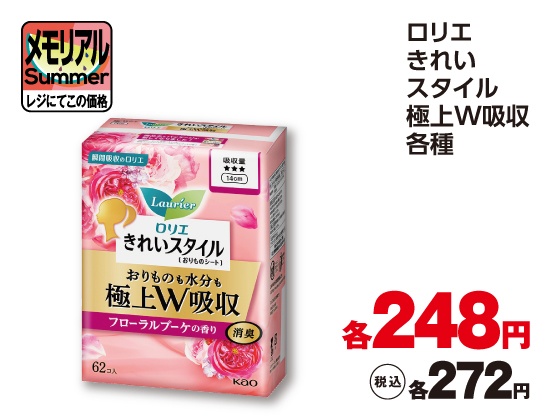 メモリアル
Summer
レジにてこの価格
ロリエ
きれい
スタイル
極上W吸収
各種
瞬間吸収のロリエ
吸収量
★★★
14cm
Laurier
ロリエ
きれいスタイル
[おりものシート]
おりものも水分も
極上W吸収
フローラルブーケの香り
消臭
62コ入
Kao
各248円
税込 各272円